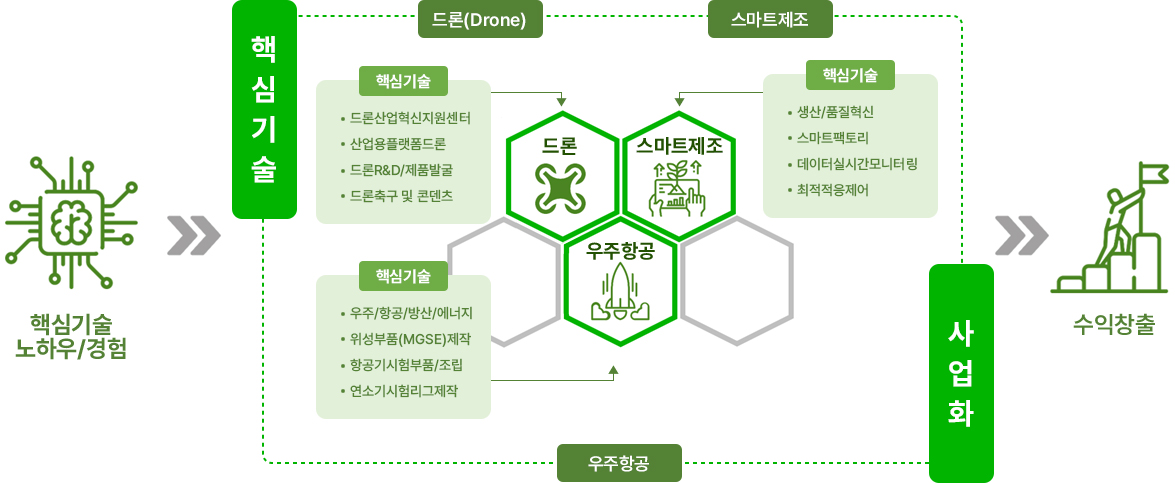 핵심기술
노하우/경험
핵심기술
드론(Drone)
스마트제조
핵심기술
드론산업혁신지원센터
산업용플랫폼드론
드론R&D/제품발굴
드론축구 및 콘덴츠
핵심기술
생산/품질혁신
스마트팩토리
데이터실시간모니터링
최적적응제어
드론
스마트제조
우주항공
핵심기술
우주/항공/방산/에너지
위성부품(MGSE)제작
항공기시험부품/조립
연소기시험리그제작
우주항공
사업화
수익창출